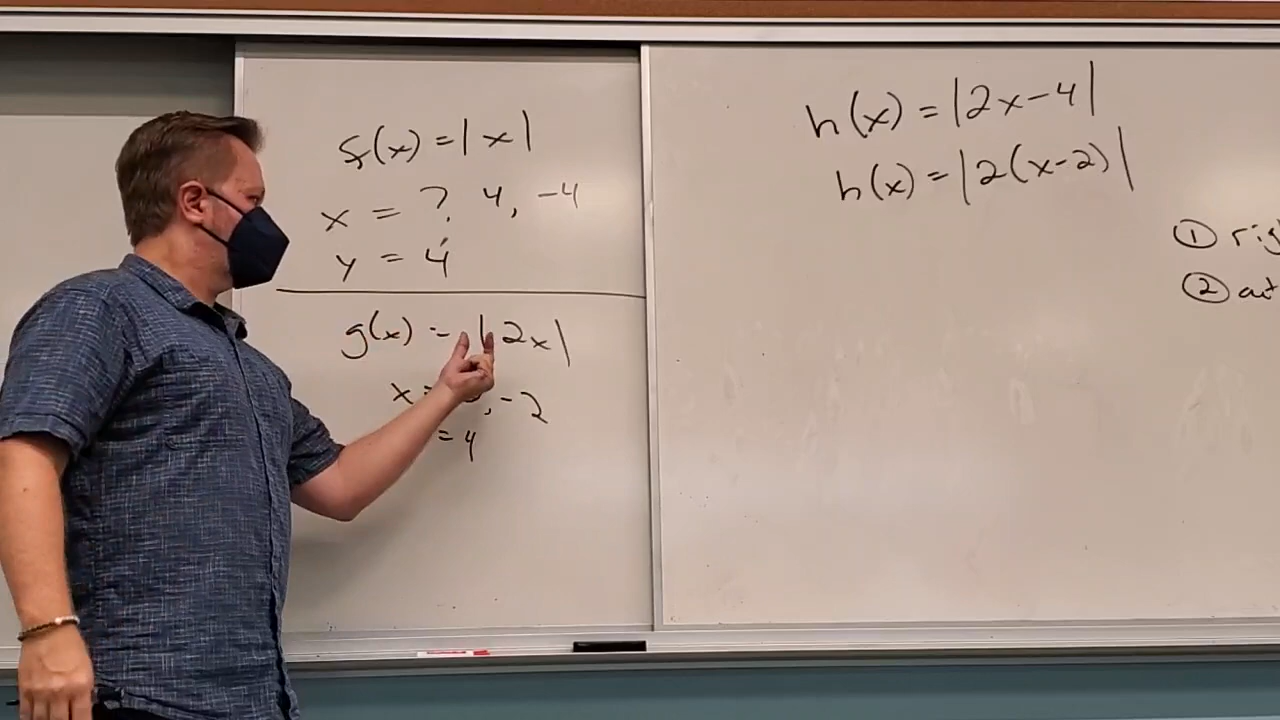 f(x) = |x|
x = ? 4, -4
y = 4
g(x) = |2x|
x = , -2
= 4
h(x) = |2x-4|
h(x) = |2(x-2)|
①
②